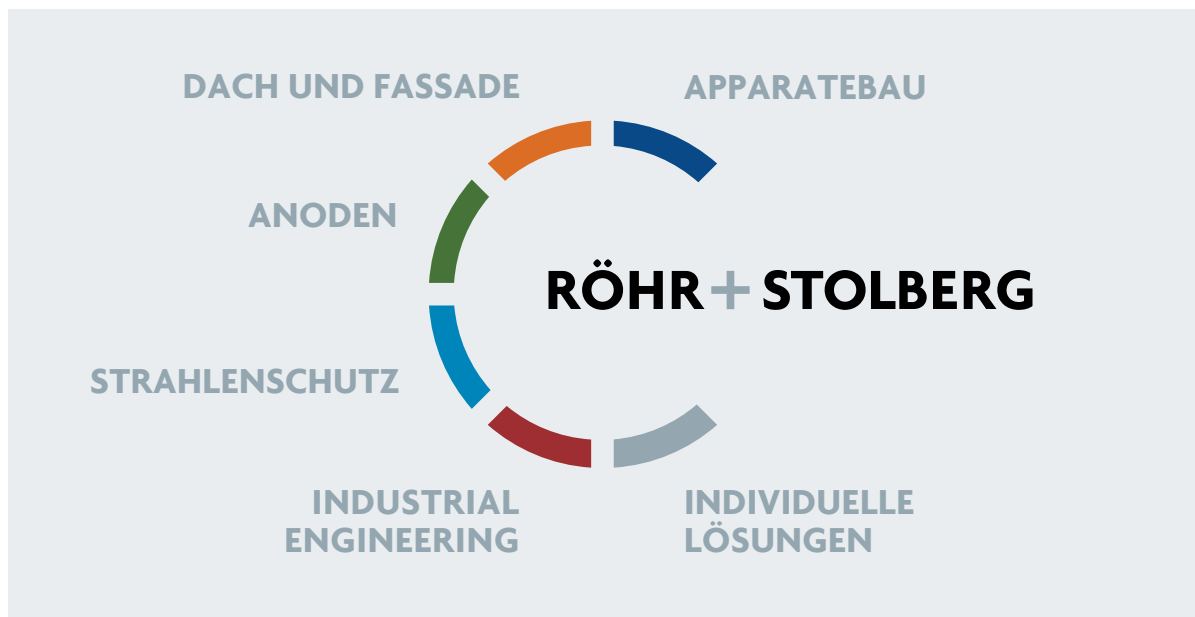 DACH UND FASSADE
APPARATEBAU
ANODEN
RÖHR+STOLBERG
STRAHLENSCHUTZ
INDUSTRIAL
ENGINEERING
INDIVIDUELLE
LÖSUNGEN